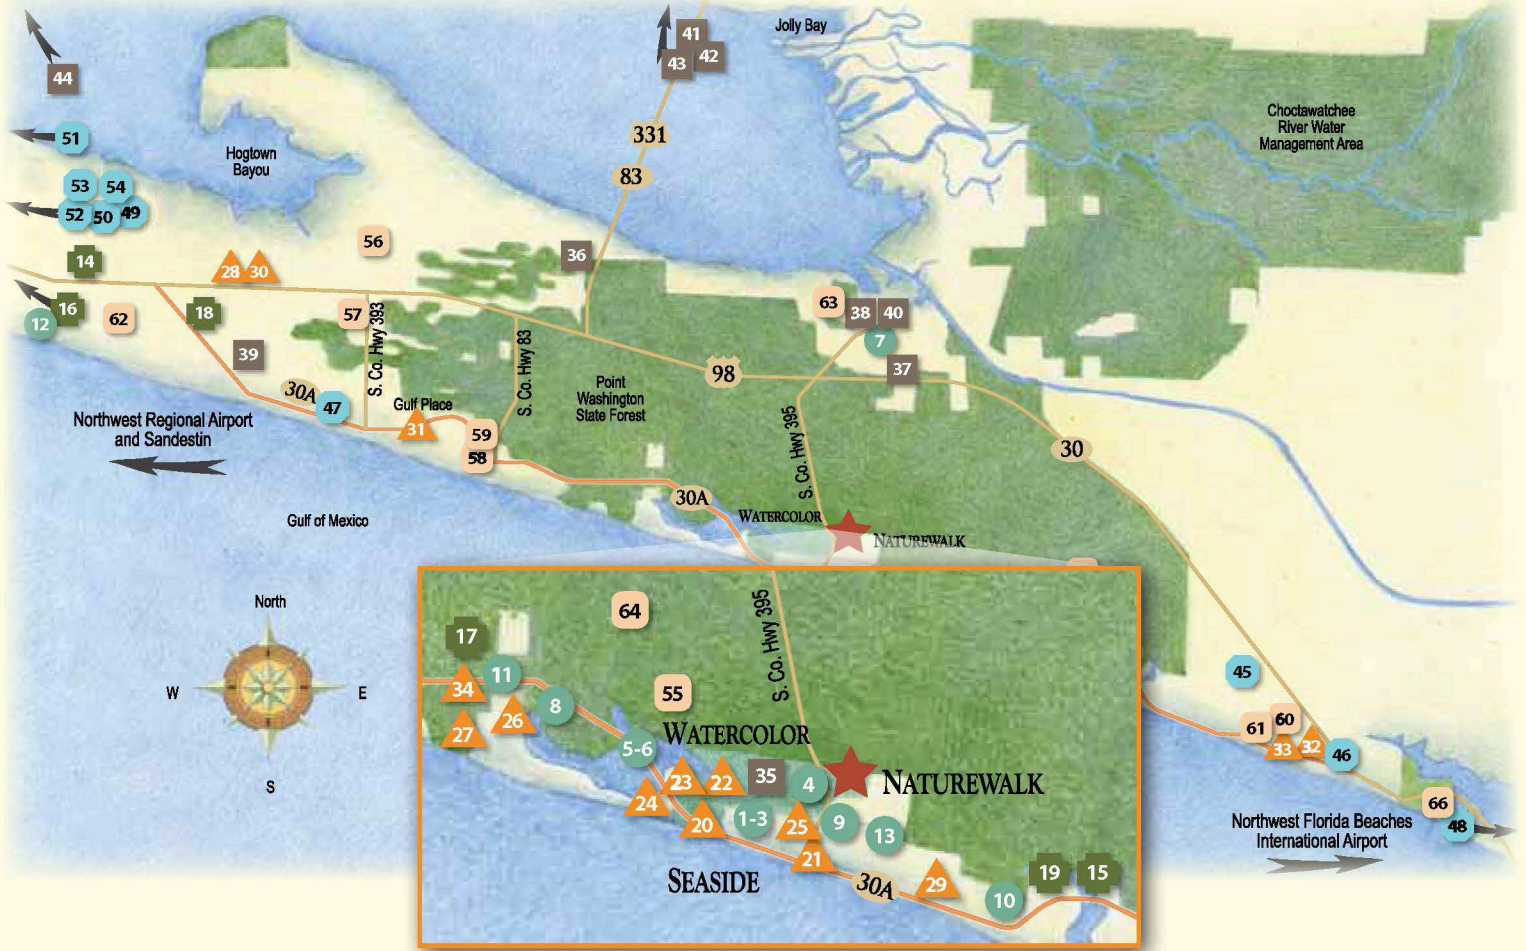 41
42
43
Jolly Bay
44
51
331
Choctawatchee
River Water
Management Area
Hogtown
Bayou
53
54
83
52
50
49
56
36
14
28
30
16
12
62
18
57
S. Co. Hwy 393
63
38
40
7
39
S. Co. Hwy 83
37
98
30A
47
Gulf Place
31
Point
Washington
State Forest
59
58
S. Co. Hwy 395
30
Northwest Regional Airport
and Sandestin
30A
Gulf of Mexico
WATERCOLOR
NATUREWALK
North
W
E
S
64
S. Co. Hwy 395
17
11
34
8
26
27
55
5-6
WATERCOLOR
23
22
35
4
NATUREWALK
24
20
1-3
25
9
13
21
SEASIDE
30A
29
10
19
15
45
61
60
33
32
46
66
48
Northwest Florida Beaches
International Airport